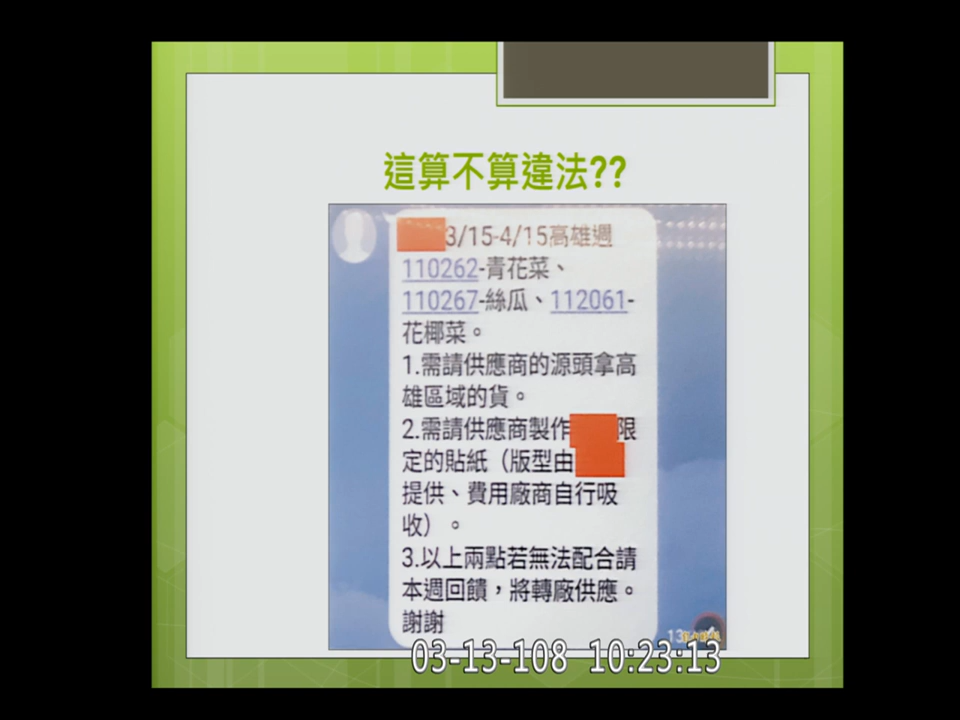 這算不算違法??
3/15-4/15高雄週
110262-青花菜、
110267-絲瓜、112061-
花椰菜。
1.需請供應商的源頭拿高
雄區域的貨。
2.需請供應商製作 限
定的貼紙（版型由
提供、費用廠商自行吸
收）。
3.以上兩點若無法配合請
本週回饋，將轉廠供應。
謝謝
03-13-108 10:23:13